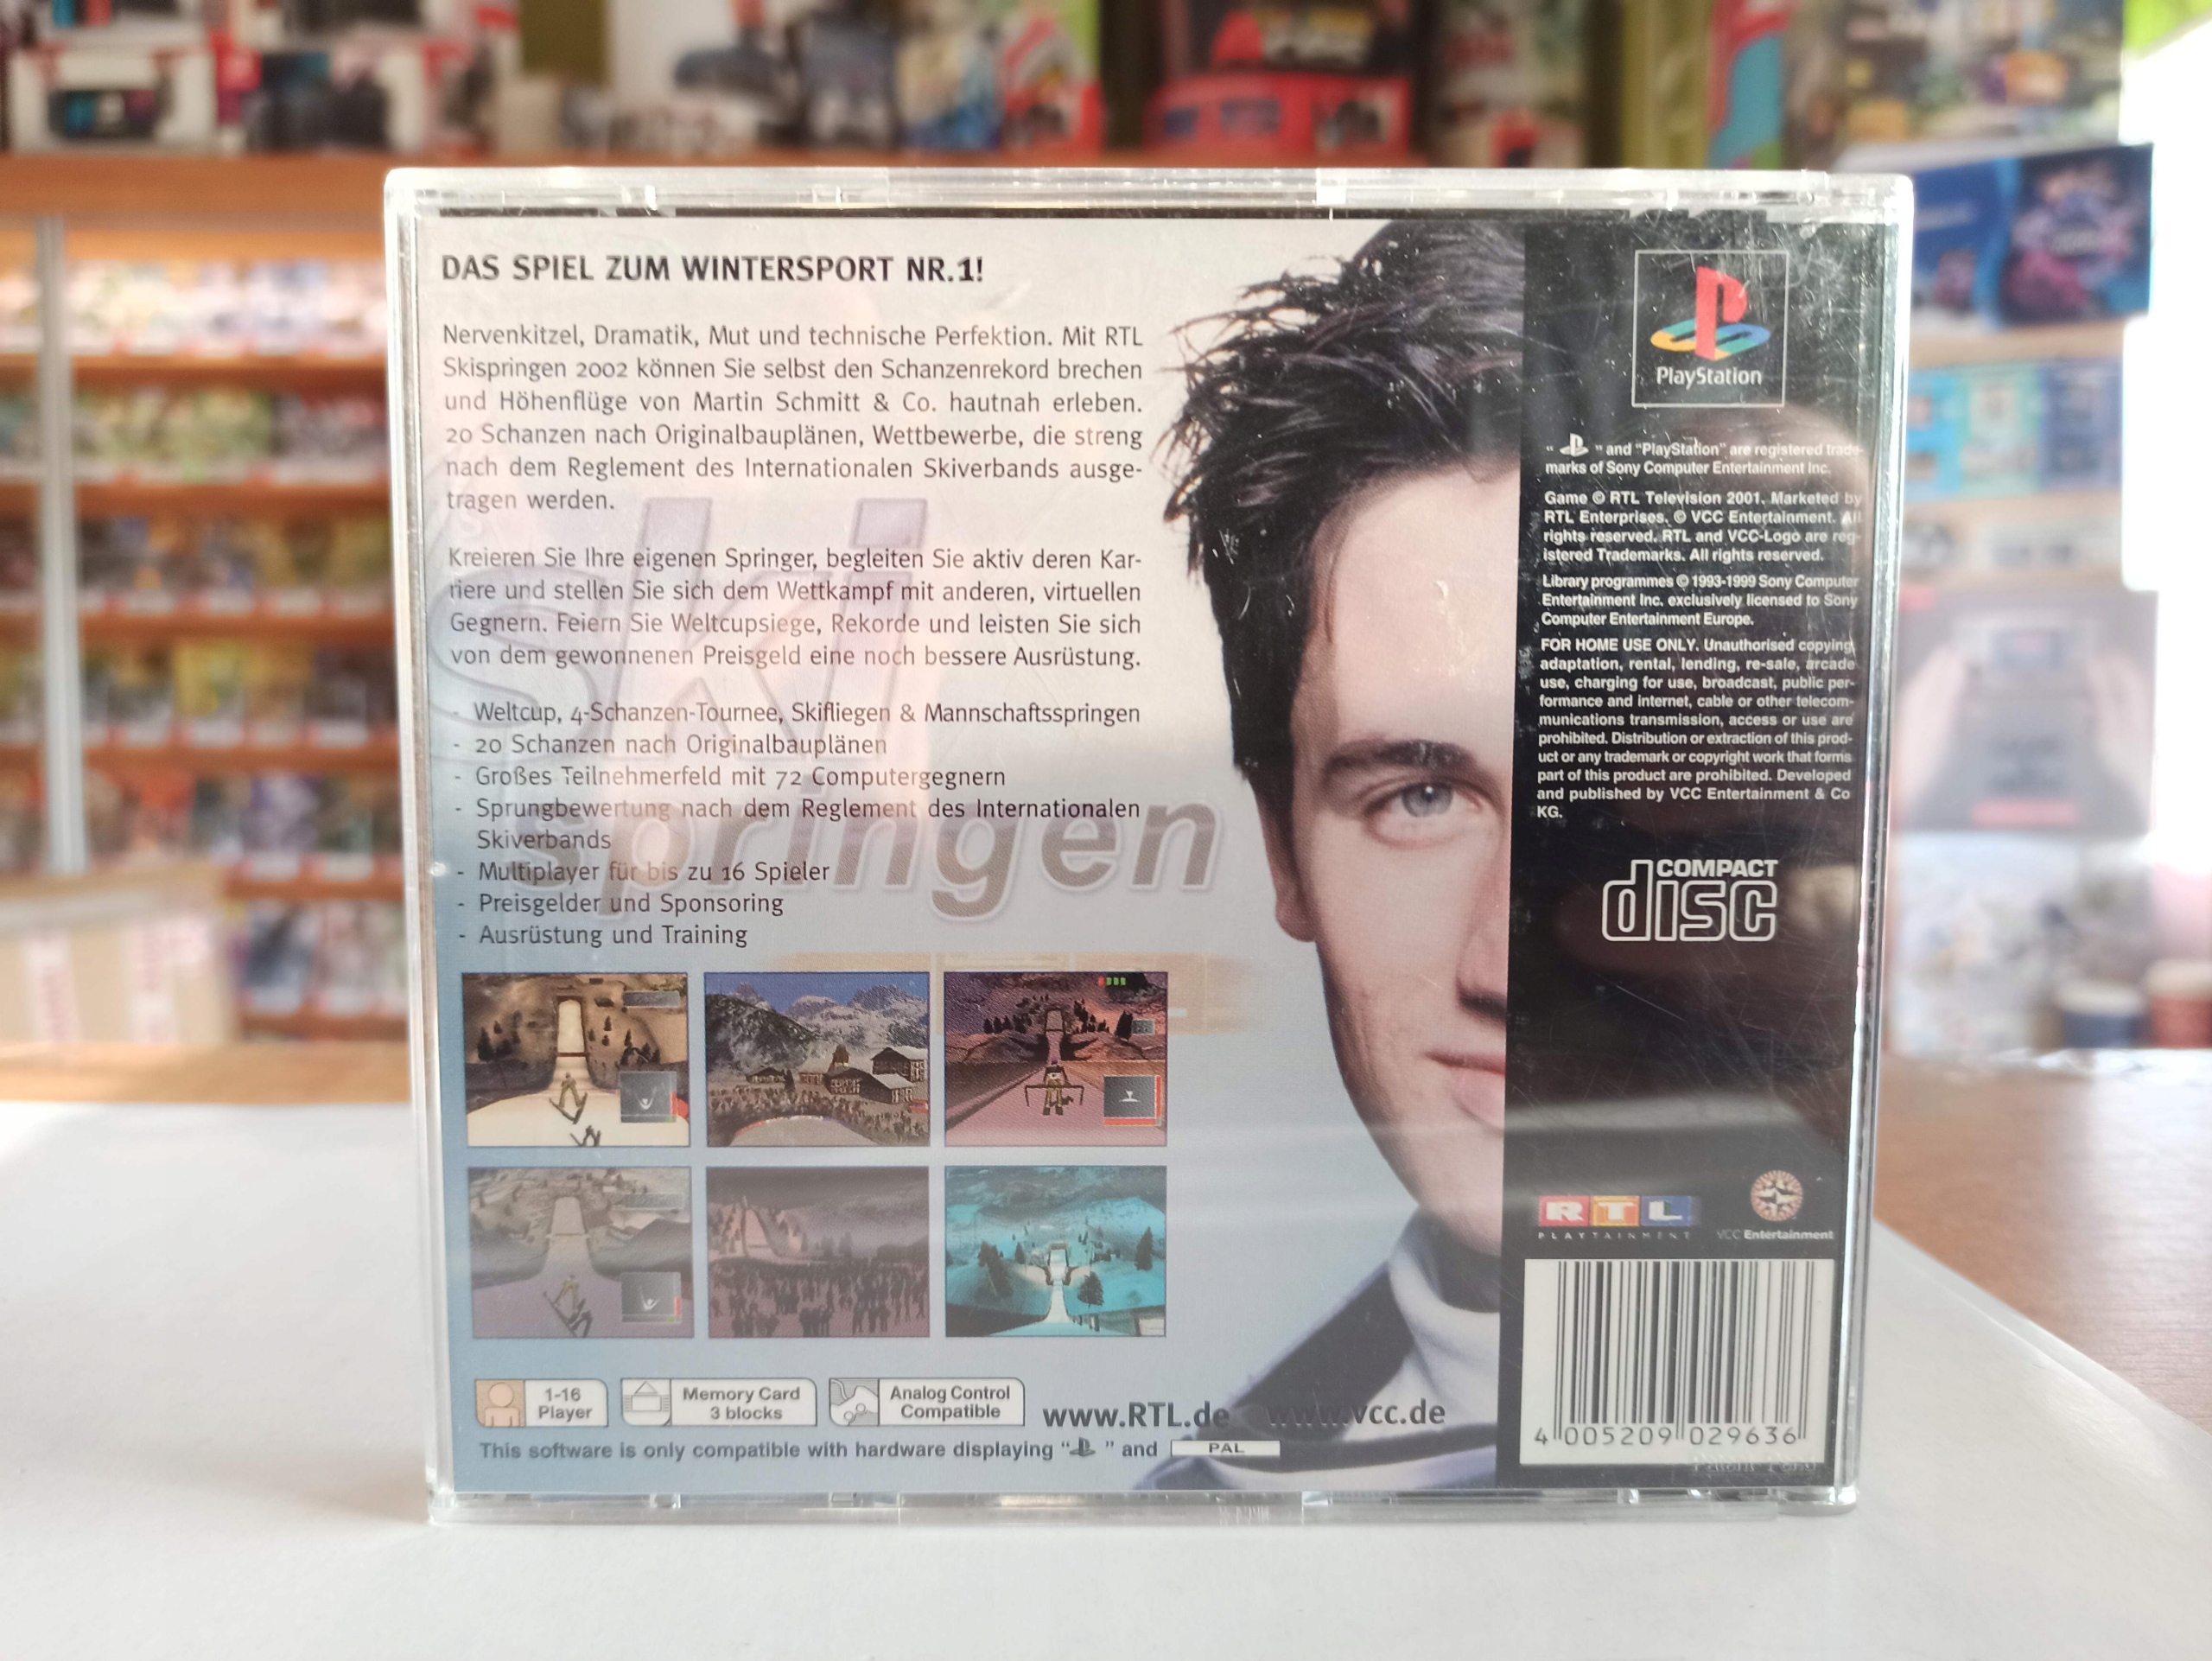 DAS SPIEL ZUM WINTERSPORT NR.1!
Nervenkitzel, Dramatik, Mut und technische Perfektion. Mit RTL
Skispringen 2002 können Sie selbst den Schanzenrekord brechen
und Höhenflüge von Martin Schmitt & Co. hautnah erleben.
20 Schanzen nach Originalbauplänen, Wettbewerbe, die streng
nach dem Reglement des Internationalen Skiverbands ausge-
tragen werden.
Kreieren Sie Ihre eigenen Springer, begleiten Sie aktiv deren Kar-
riere und stellen Sie sich dem Wettkampf mit anderen, virtuellen
Gegnern. Feiern Sie Weltcupsiege, Rekorde und leisten Sie sich
von dem gewonnenen Preisgeld eine noch bessere Ausrüstung.
- Weltcup, 4-Schanzen-Tournee, Skifliegen & Mannschaftsspringen
- 20 Schanzen nach Originalbauplänen
- Großes Teilnehmerfeld mit 72 Computergegnern
- Sprungbewertung nach dem Reglement des Internationalen
Skiverbands
- Multiplayer für bis zu 16 Spieler
- Preisgelder und Sponsoring
- Ausrüstung und Training
ski
springen
1-16
Player
Memory Card
3 blocks
Analog Control
Compatible
www.RTL.de www.vcc.de
This software is only compatible with hardware displaying " " and PAL
PlayStation
" " and "PlayStation" are registered trade-
marks of Sony Computer Entertainment Inc.
Game © RTL Television 2001. Marketed by
RTL Enterprises. © VCC Entertainment. All
rights reserved. RTL and VCC-Logo are reg-
istered Trademarks. All rights reserved.
Library programmes © 1993-1999 Sony Computer
Entertainment Inc. exclusively licensed to Sony
Computer Entertainment Europe.
FOR HOME USE ONLY. Unauthorised copying,
adaptation, rental, lending, re-sale, arcade
use, charging for use, broadcast, public per-
formance and internet, cable or other telecom-
munications transmission, access or use are
prohibited. Distribution or extraction of this prod-
uct or any trademark or copyright work that forms
part of this product are prohibited. Developed
and published by VCC Entertainment & Co
KG.
COMPACT
disc
RTL
PLAYTAINMENT
VCC Entertainment
4 005209 029636